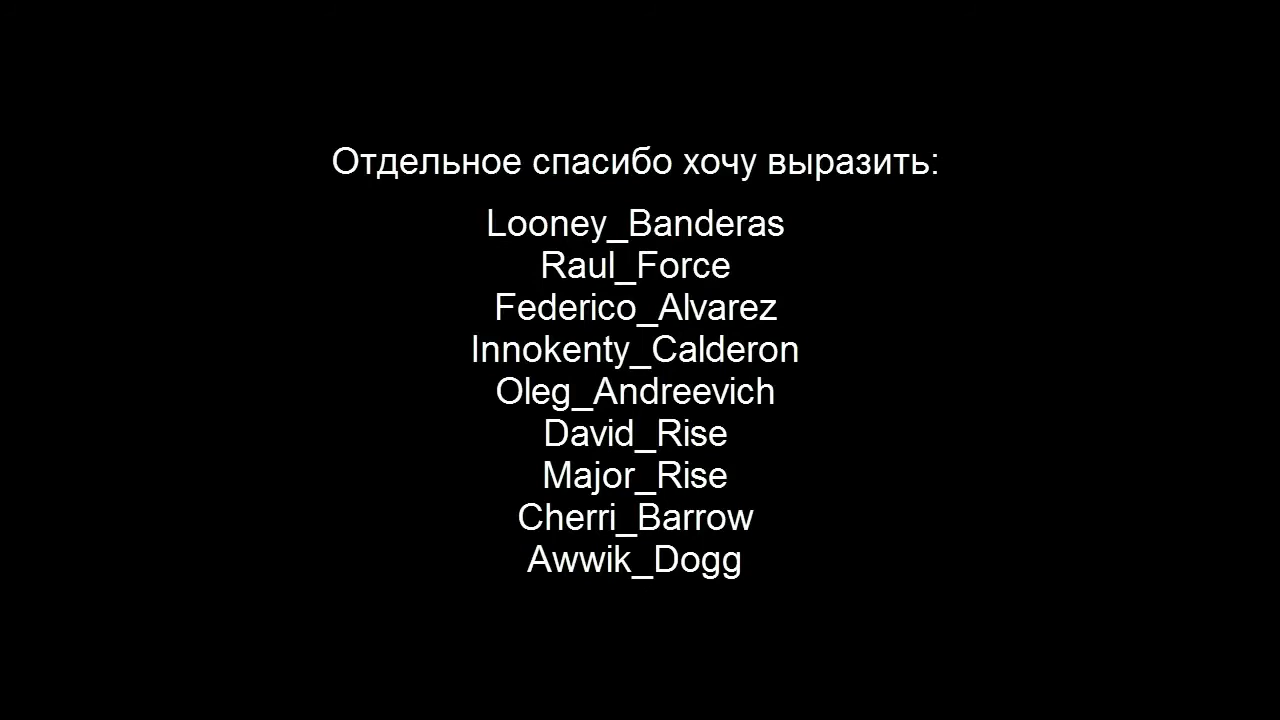 Отдельное спасибо хочу выразить:
Looney_Banderas
Raul_Force
Federico_Alvarez
Innokenty_Calderon
Oleg_Andreevich
David_Rise
Major_Rise
Cherri_Barrow
Awwik_Dogg